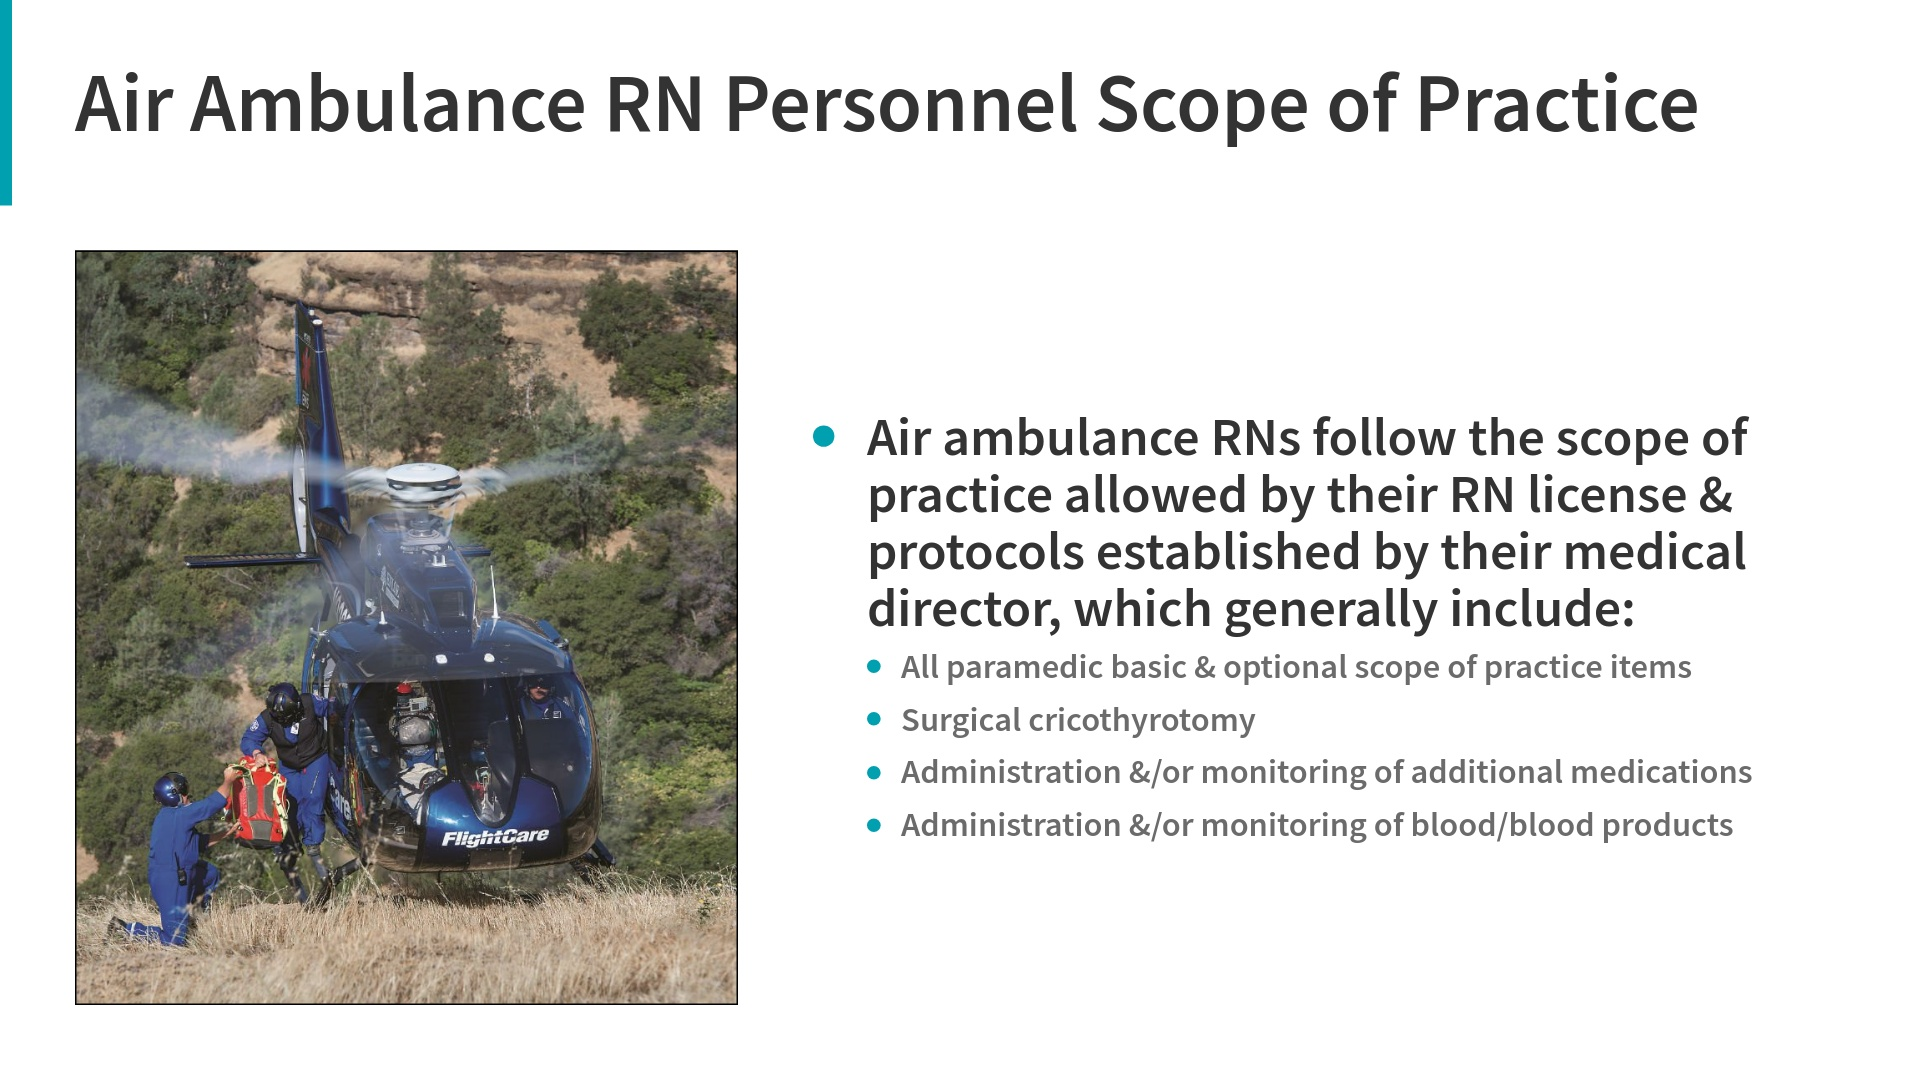 Air Ambulance RN Personnel Scope of Practice
Air ambulance RNs follow the scope of
practice allowed by their RN license &
protocols established by their medical
director, which generally include:
All paramedic basic & optional scope of practice items
Surgical cricothyrotomy
Administration &/or monitoring of additional medications
Administration &/or monitoring of blood/blood products
FlightCare